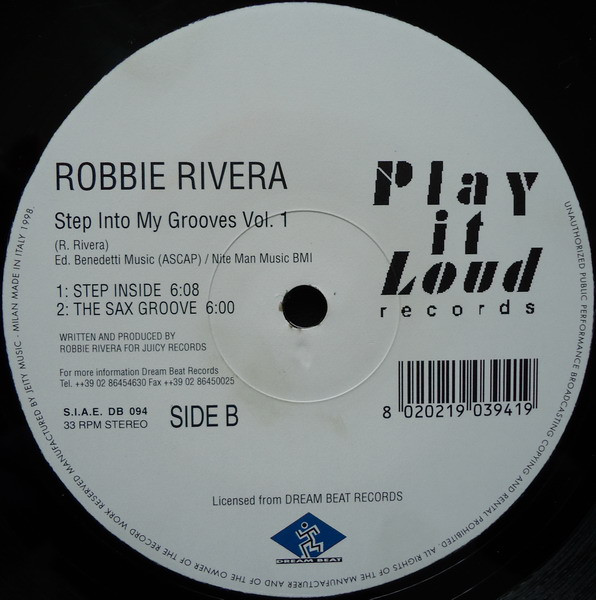 ROBBIE RIVERA
Step Into My Grooves Vol. 1
(R. Rivera)
Ed. Benedetti Music (ASCAP) / Nite Man Music BMI
1: STEP INSIDE 6:08
2: THE SAX GROOVE 6:00
WRITTEN AND PRODUCED BY
ROBBIE RIVERA FOR JUICY RECORDS
For more information Dream Beat Records
Tel. ++39 02 86454630 Fax ++39 02 86450025
S.I.A.E. DB 094
33 RPM STEREO
SIDE B
Play
it
Loud
records
8 020219 039419
Licensed from DREAM BEAT RECORDS
DREAM BEAT
UNAUTHORIZED PUBLIC PERFORMANCE BROADCASTING COPYING AND RENTAL PROHIBITED. ALL RIGHTS OF THE MANUFACTURER AND OF THE OWNER OF THE RECORD WORK RESERVED MANUFACTURED BY JEITY MUSIC - MILAN MADE IN ITALY 1998.